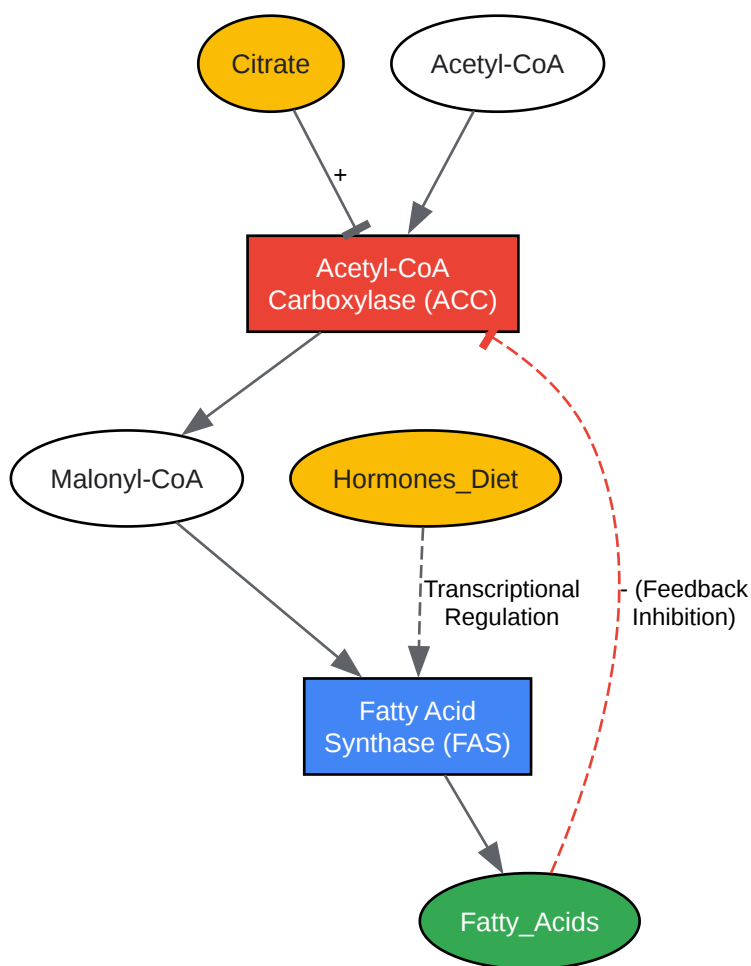 Citrate
Acetyl-CoA
+
Acetyl-CoA
Carboxylase (ACC)
Malonyl-CoA
Hormones_Diet
Transcriptional
Regulation
- (Feedback
Inhibition)
Fatty Acid
Synthase (FAS)
Fatty_Acids